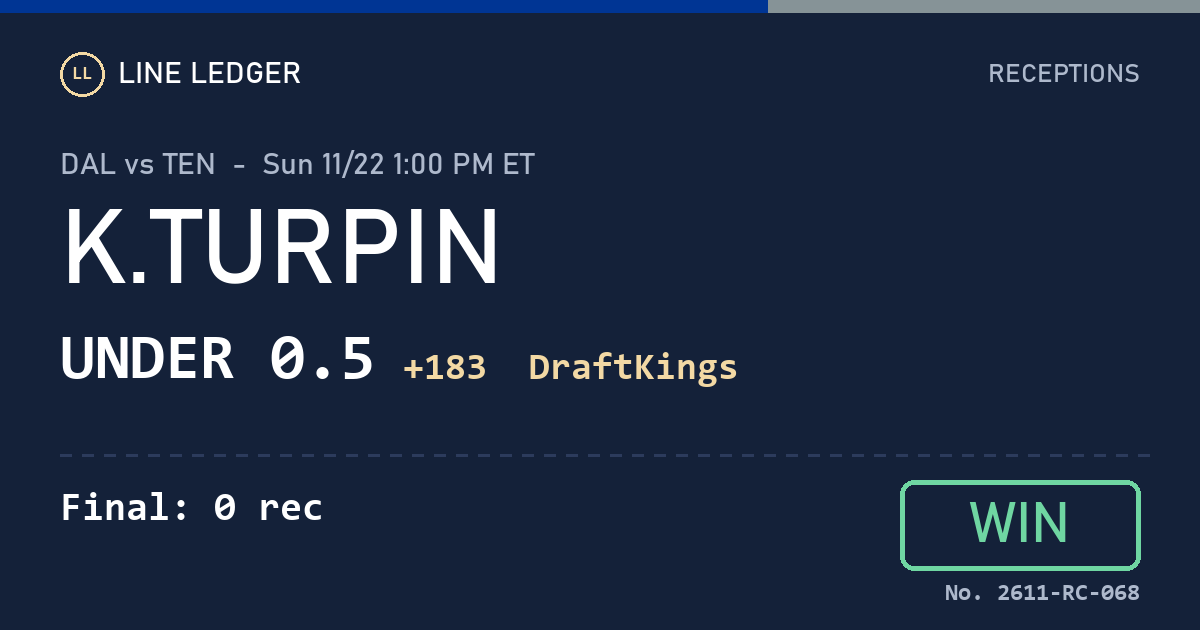 LL LINE LEDGER
RECEPTIONS
DAL vs TEN - Sun 11/22 1:00 PM ET
K.TURPIN
UNDER 0.5 +183 DraftKings
Final: 0 rec
WIN
No. 2611-RC-068